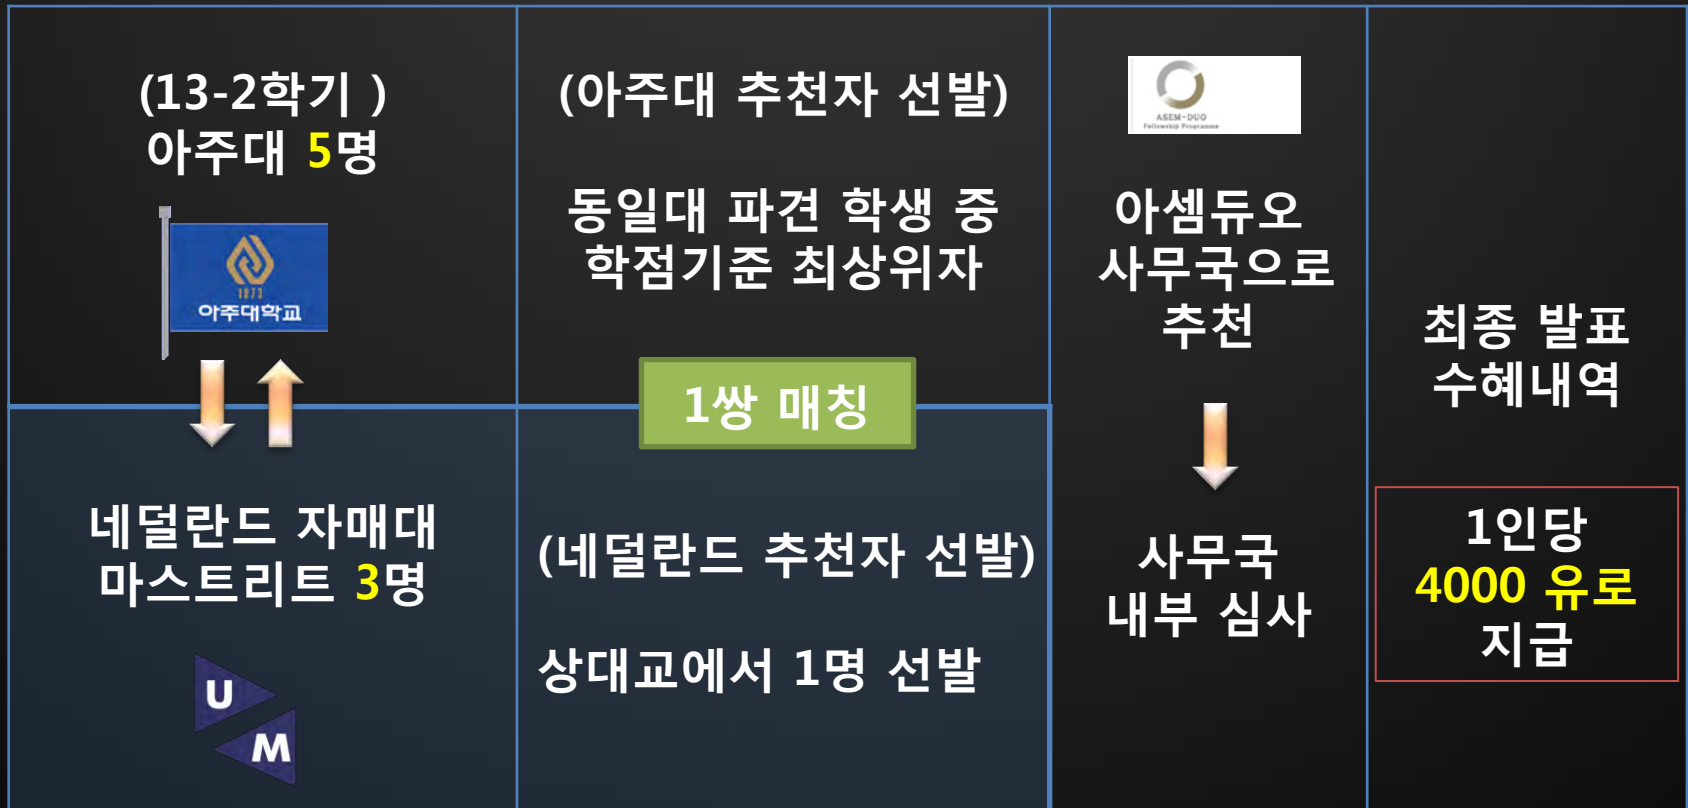 (13-2학기 )
아주대 5명
1973
아주대학교
네덜란드 자매대
마스트리트 3명
U
M
(아주대 추천자 선발)
동일대 파견 학생 중
학점기준 최상위자
1쌍 매칭
(네덜란드 추천자 선발)
상대교에서 1명 선발
ASEM-DUO
Fellowship Programme
아셈듀오
사무국으로
추천
사무국
내부 심사
최종 발표
수혜내역
1인당
4000 유로
지급